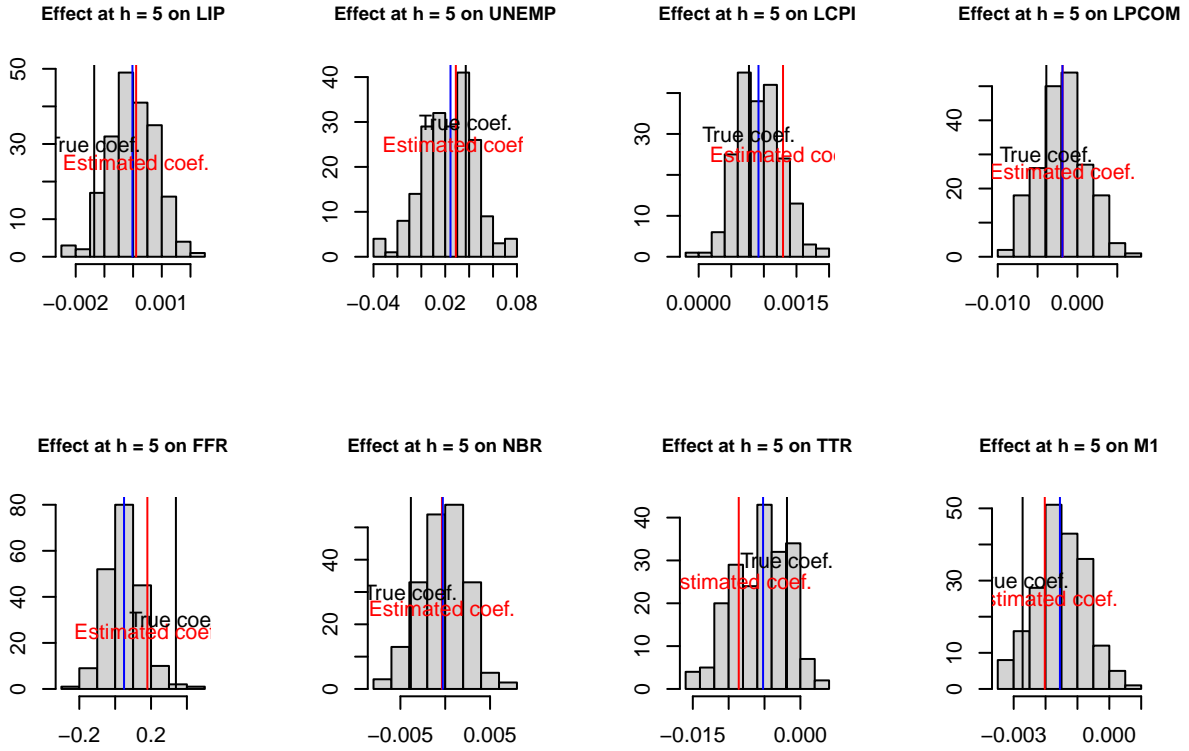 Effect at h = 5 on LIP
50
30
10
0
True coef.
Estimated coef.
−0.002 0.001
Effect at h = 5 on UNEMP
40
20
0
True coef.
Estimated coef
−0.04 0.02 0.08
Effect at h = 5 on LCPI
30
10
0
True coef.
Estimated coe
0.0000 0.0015
Effect at h = 5 on LPCOM
40
20
0
True coef.
Estimated coef.
−0.010 0.000
Effect at h = 5 on FFR
80
60
40
20
0
True coef
Estimated coef
−0.2 0.2
Effect at h = 5 on NBR
40
20
0
True coef.
Estimated coef.
−0.005 0.005
Effect at h = 5 on TTR
40
30
20
10
0
True coef.
stimated coef.
−0.015 0.000
Effect at h = 5 on M1
50
30
10
0
rue coef.
stimated coef.
−0.003 0.000